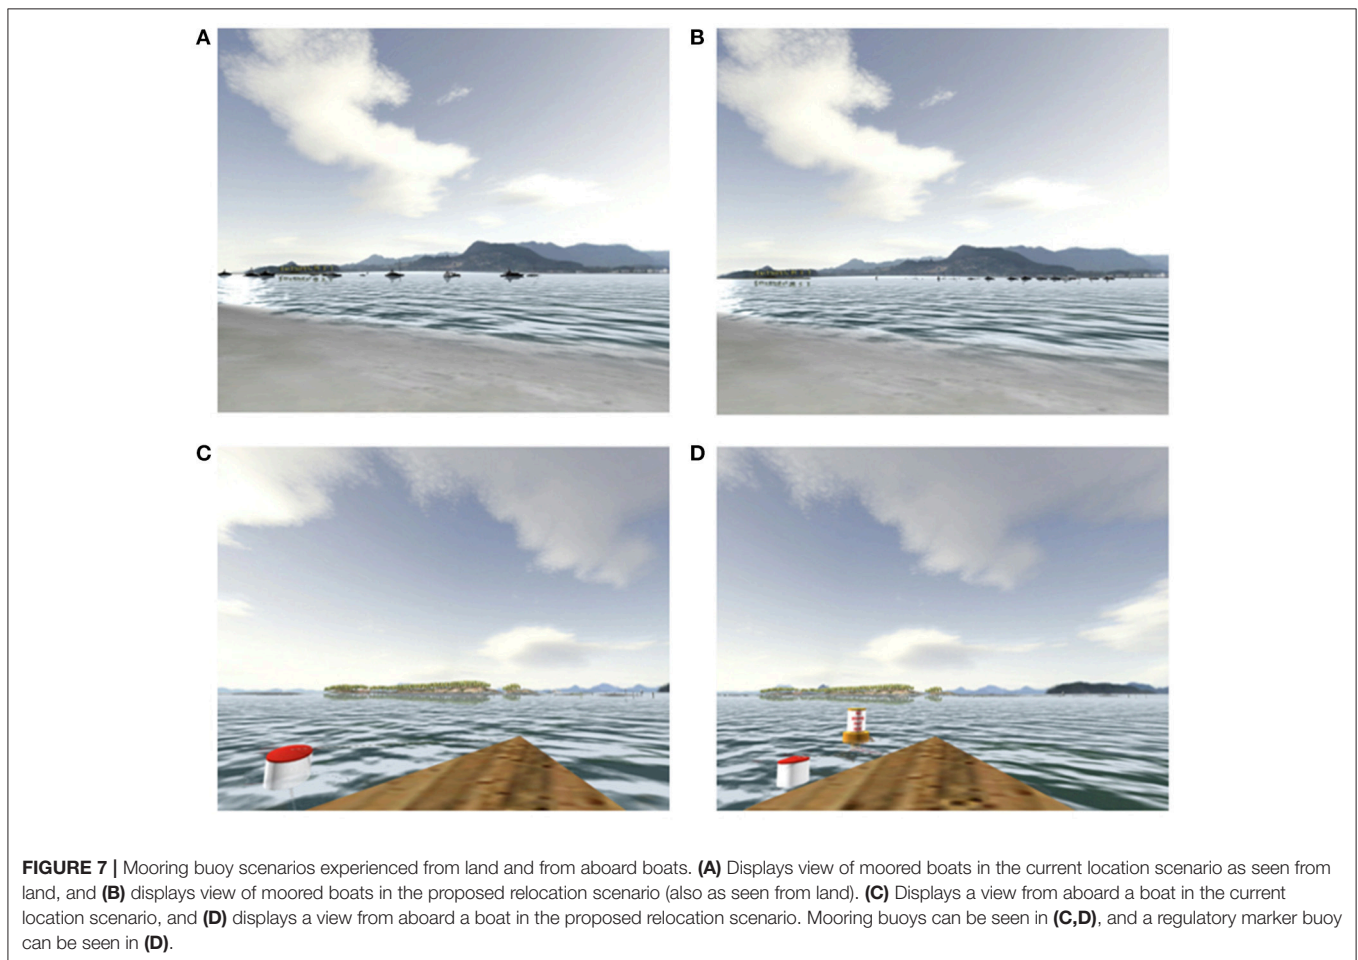 A
B
C
D
FIGURE 7 | Mooring buoy scenarios experienced from land and from aboard boats. (A) Displays view of moored boats in the current location scenario as seen from
land, and (B) displays view of moored boats in the proposed relocation scenario (also as seen from land). (C) Displays a view from aboard a boat in the current
location scenario, and (D) displays a view from aboard a boat in the proposed relocation scenario. Mooring buoys can be seen in (C,D), and a regulatory marker buoy
can be seen in (D).